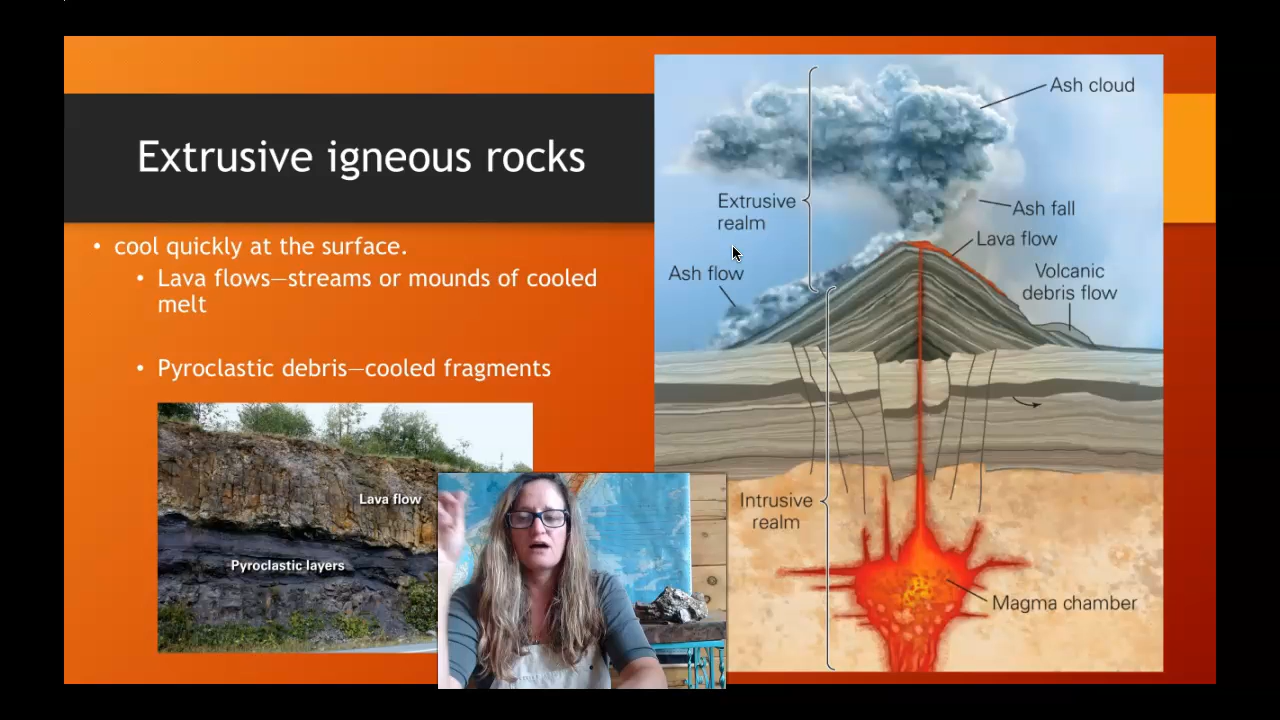 Extrusive igneous rocks
• cool quickly at the surface.
• Lava flows—streams or mounds of cooled
melt
• Pyroclastic debris—cooled fragments
Lava flow
Pyroclastic layers
Ash cloud
Extrusive
realm
Ash fall
Lava flow
Ash flow
Volcanic
debris flow
Intrusive
realm
Magma chamber